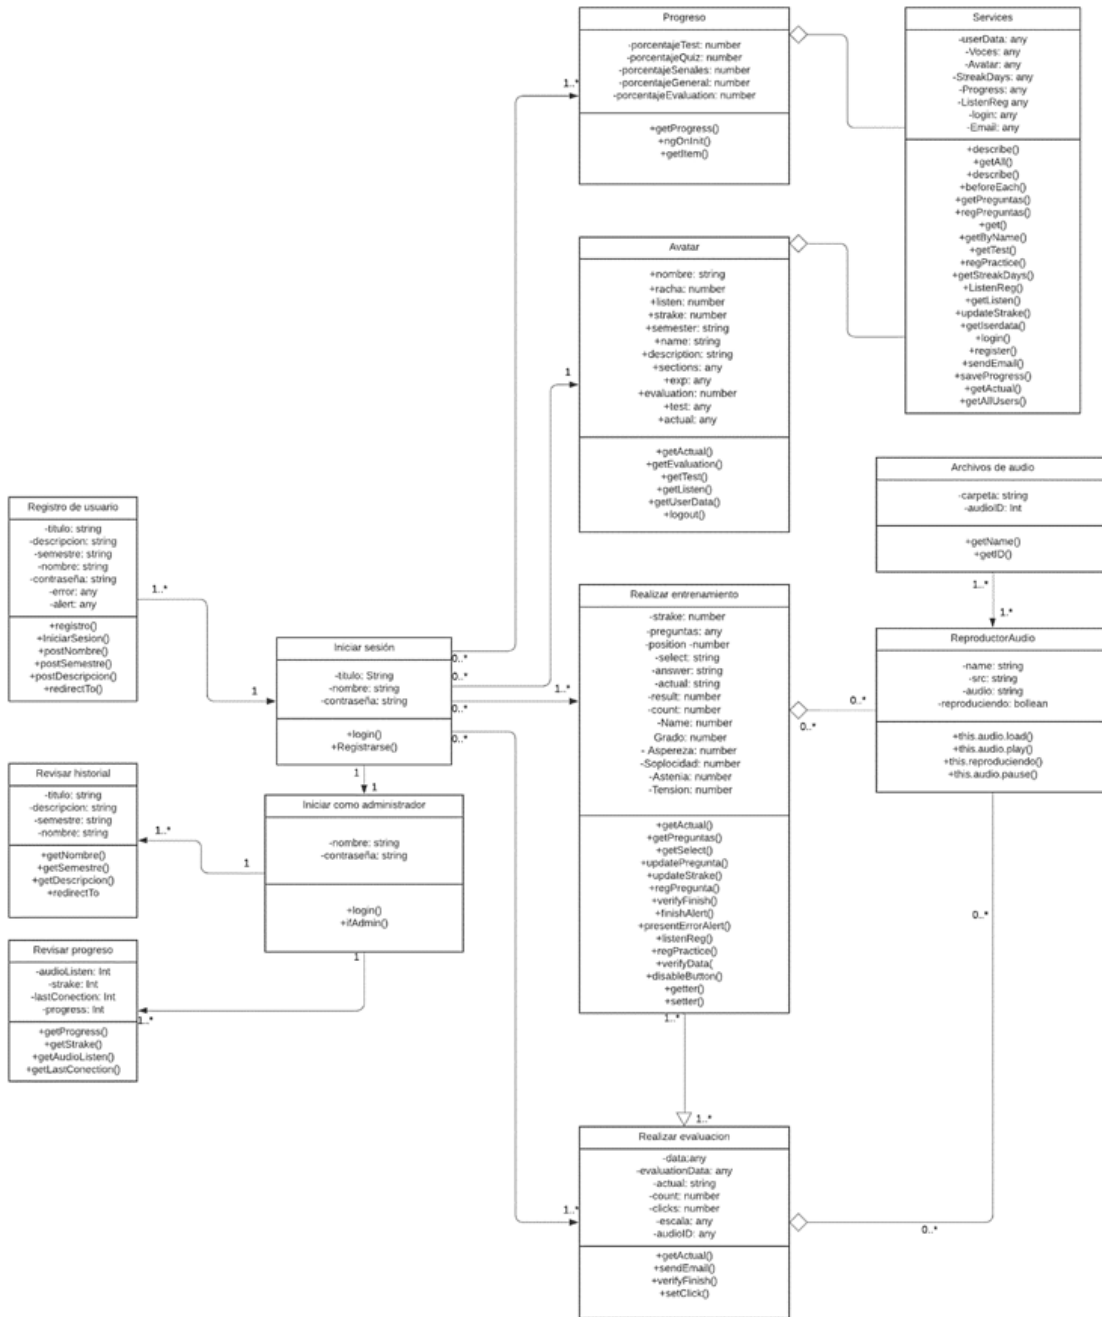 Progreso
-porcentajeTest: number
-porcentajeQuiz: number
-porcentajeSenales: number
-porcentajeGeneral: number
-porcentajeEvaluation: number
+getProgress()
+ngOnInit()
+getItem()
1..*
Services
-userData: any
-Voces: any
-Avatar: any
-StreakDays: any
-Progress: any
-ListenReg any
-login: any
-Email: any
+describe()
+getAll()
+describe()
+beforeEach()
+getPreguntas()
+regPreguntas()
+get()
+getByName()
+getTest()
+regPractice()
+getStreakDays()
+ListenReg()
+getListen()
+updateStrake()
+getIserdata()
+login()
+register()
+sendEmail()
+saveProgress()
+getActual()
+getAllUsers()
Avatar
+nombre: string
+racha: number
+listen: number
+strake: number
+semester: string
+name: string
+description: string
+sections: any
+exp: any
+evaluation: number
+test: any
+actual: any
+getActual()
+getEvaluation()
+getTest()
+getListen()
+getUserData()
+logout()
1
Archivos de audio
-carpeta: string
-audioID: Int
+getName()
+getID()
1..*
1..*
Registro de usuario
-titulo: string
-descripcion: string
-semestre: string
-nombre: string
-contraseña: string
-error: any
-alert: any
+registro()
+IniciarSesion()
+postNombre()
+postSemestre()
+postDescripcion()
+redirectTo()
1..*
1
Iniciar sesión
-titulo: String
-nombre: string
-contraseña: string
+login()
+Registrarse()
0..*
0..*
0..*
0..*
1
1
1..*
Realizar entrenamiento
-strake: number
-preguntas: any
-position -number
-select: string
-answer: string
-actual: string
-result: number
-count: number
-Name: number
Grado: number
- Aspereza: number
-Soplocidad: number
-Astenia: number
-Tension: number
+getActual()
+getPreguntas()
+getSelect()
+updatePregunta()
+updateStrake()
+regPregunta()
+verifyFinish()
+finishAlert()
+presentErrorAlert()
+listenReg()
+regPractice()
+verifyData(
+disableButton()
+getter()
+setter()
0..*
0..*
ReproductorAudio
-name: string
-src: string
-audio: string
-reproduciendo: bollean
+this.audio.load()
+this.audio.play()
+this.reproduciendo()
+this.audio.pause()
0..*
Revisar historial
-titulo: string
-descripcion: string
-semestre: string
-nombre: string
+getNombre()
+getSemestre()
+getDescripcion()
+redirectTo
1..*
1
Iniciar como administrador
-nombre: string
-contraseña: string
+login()
+ifAdmin()
1
Revisar progreso
-audioListen: Int
-strake: Int
-lastConection: Int
-progress: Int
+getProgress()
+getStrake()
+getAudioListen()
+getLastConection()
1..*
1..*
1..*
Realizar evaluacion
-data;any
-evaluationData: any
-actual: string
-count: number
-clicks: number
-escala: any
-audioID: any
+getActual()
+sendEmail()
+verifyFinish()
+setClick()
1..*
0..*